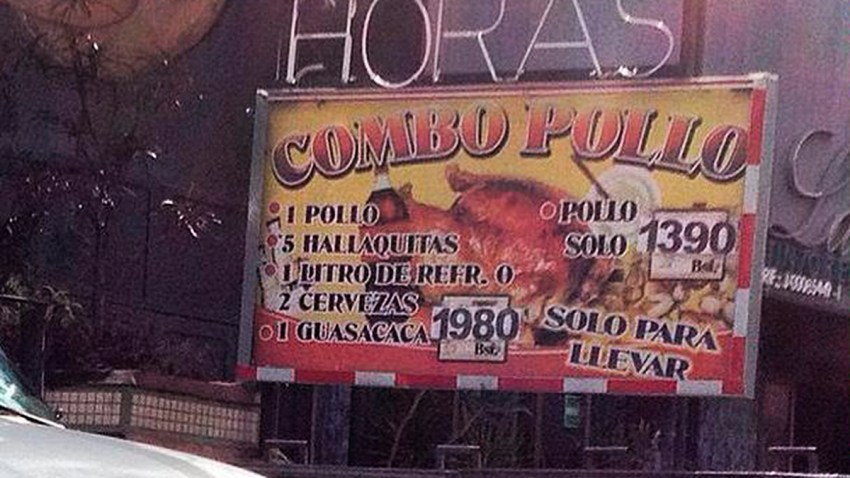 HORAS
COMBO POLLO
1 POLLO
5 HALLAQUITAS
1 LITRO DE REFR. O
2 CERVEZAS
1 GUASACACA
1980
Bsf.
POLLO
SOLO
1390
Bsf.
SOLO PARA
LLEVAR